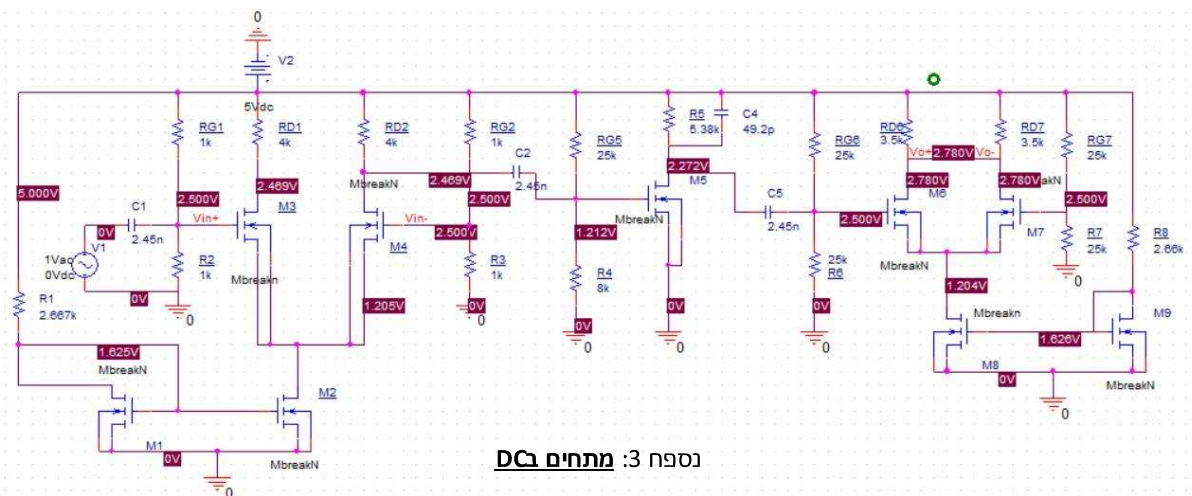 0
V2
5Vdc
RG1
1k
RD1
4k
RD2
4k
RG2
1k
RG5
25k
R5
5.38k
C4
49.2p
RG6
25k
3.5k
RD7
3.5k
RG7
25k
5.000V
2.469V
MbreakN
2.469V
C2
2.45n
2.272V
M5
Vo+
2.780V
Vo-
2.780V
2.780V
M6
2.500V
2.500V
C1
2.45n
Vin+
M3
Vin-
2.500V
M4
MbreakN
1.212V
C5
2.45n
2.500V
M7
R7
25k
R8
2.66k
0V
V1
1Vac
0Vdc
R2
1k
Mbreakn
R3
1k
R4
8k
25k
R6
MbreakN
0
1.204V
0V
0
R1
2.667k
1.205V
0V
0
0V
0
0V
0
0V
0
Mbreakn
M9
1.626V
1.625V
MbreakN
M2
M8
0V
MbreakN
0
M1
0V
MbreakN
0
נספח 3: מתחים בDC